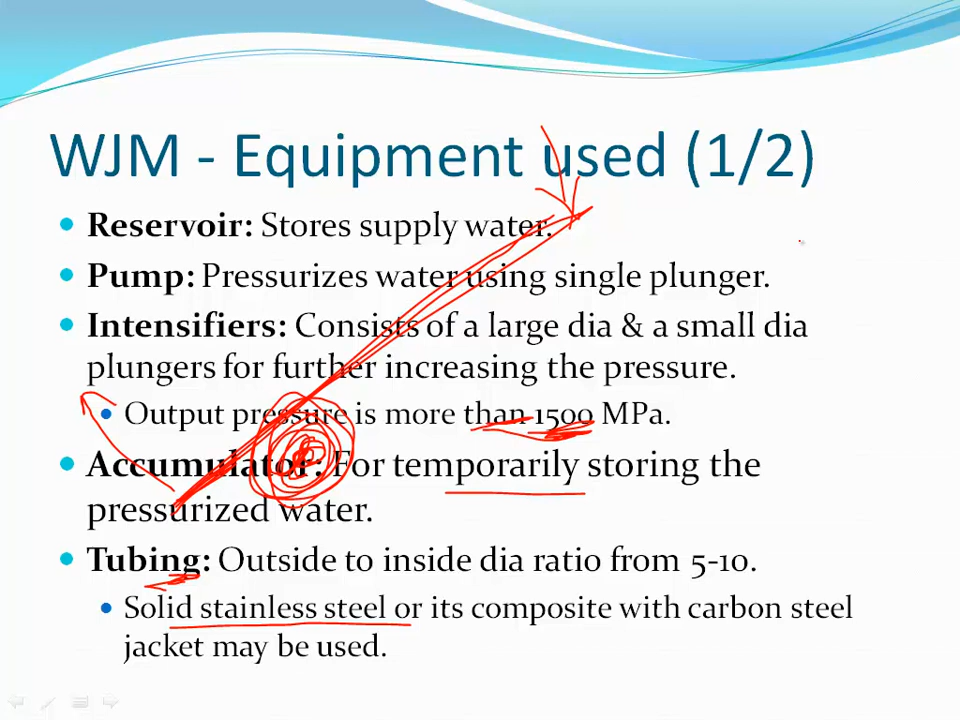 WJM - Equipment used (1/2)
Reservoir: Stores supply water.
Pump: Pressurizes water using single plunger.
Intensifiers: Consists of a large dia & a small dia
plungers for further increasing the pressure.
Output pressure is more than 1500 MPa.
Accumulator: For temporarily storing the
pressurized water.
Tubing: Outside to inside dia ratio from 5-10.
Solid stainless steel or its composite with carbon steel
jacket may be used.